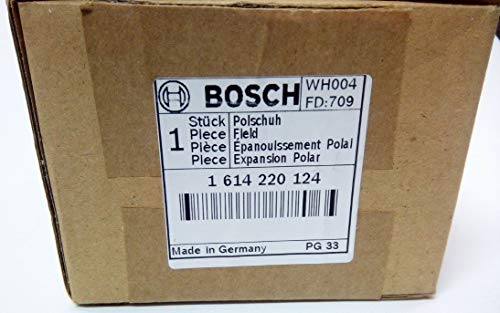 BOSCH
WH004
FD:709
1
Stück Polschuh
Piece Field
Pièce Épanouissement Polai
Piece Expansion Polar
1 614 220 124
Made in Germany PG 33